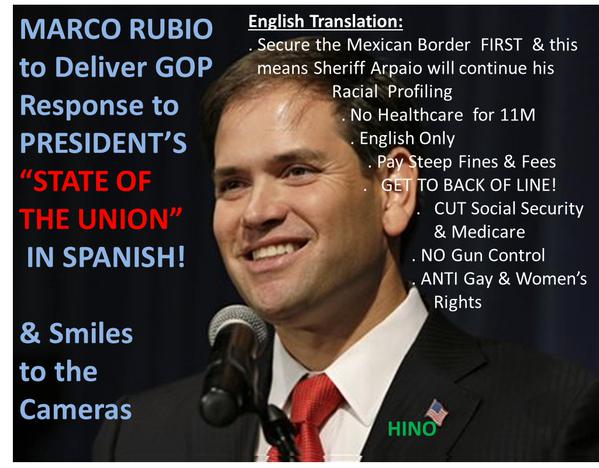 MARCO RUBIO
to Deliver GOP
Response to
PRESIDENT'S
“STATE OF
THE UNION”
IN SPANISH!
& Smiles
to the
Cameras
English Translation:
. Secure the Mexican Border FIRST & this
means Sheriff Arpaio will continue his
Racial Profiling
. No Healthcare for 11M
. English Only
. Pay Steep Fines & Fees
. GET TO BACK OF LINE!
. CUT Social Security
& Medicare
. NO Gun Control
. ANTI Gay & Women's
Rights
HINO